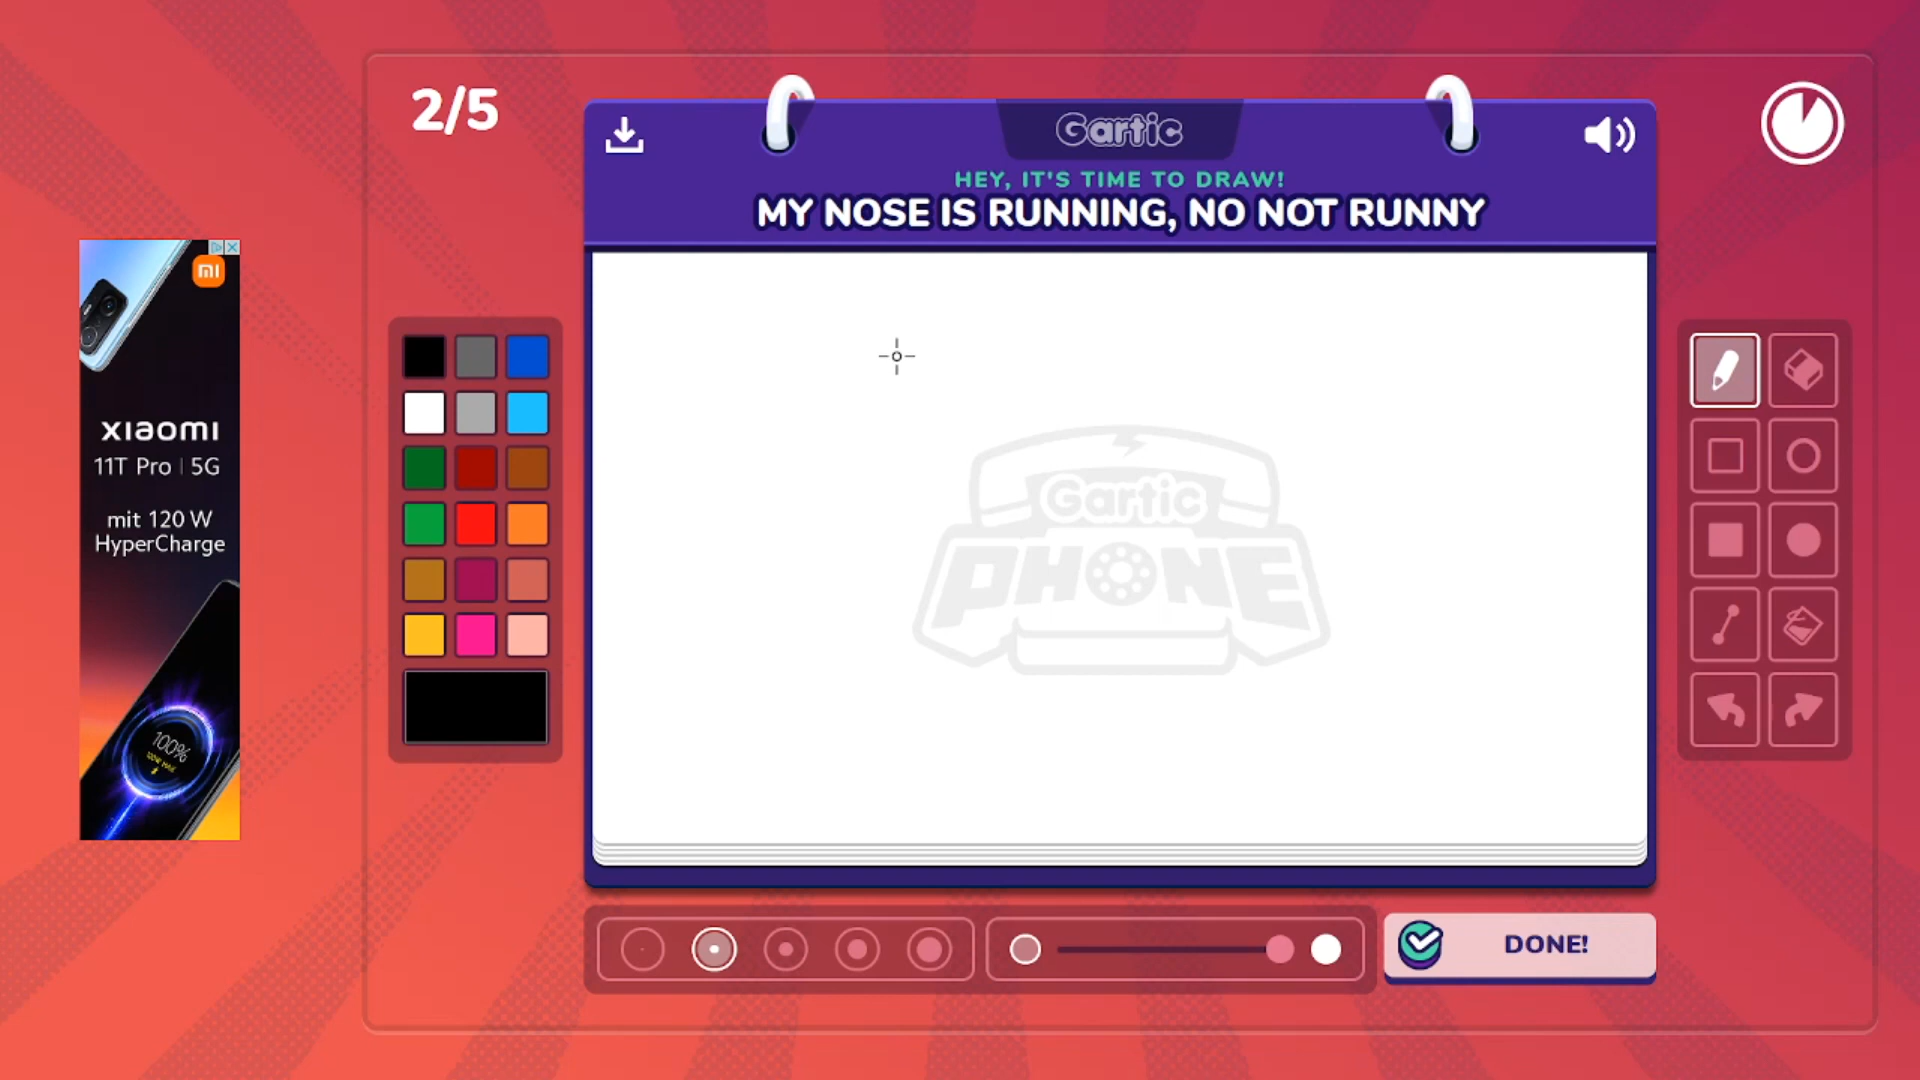 2/5
Gartic
HEY, IT'S TIME TO DRAW!
MY NOSE IS RUNNING, NO NOT RUNNY
mi
xiaomi
11T Pro | 5G
mit 120 W
HyperCharge
100%
Gartic
PHONE
DONE!